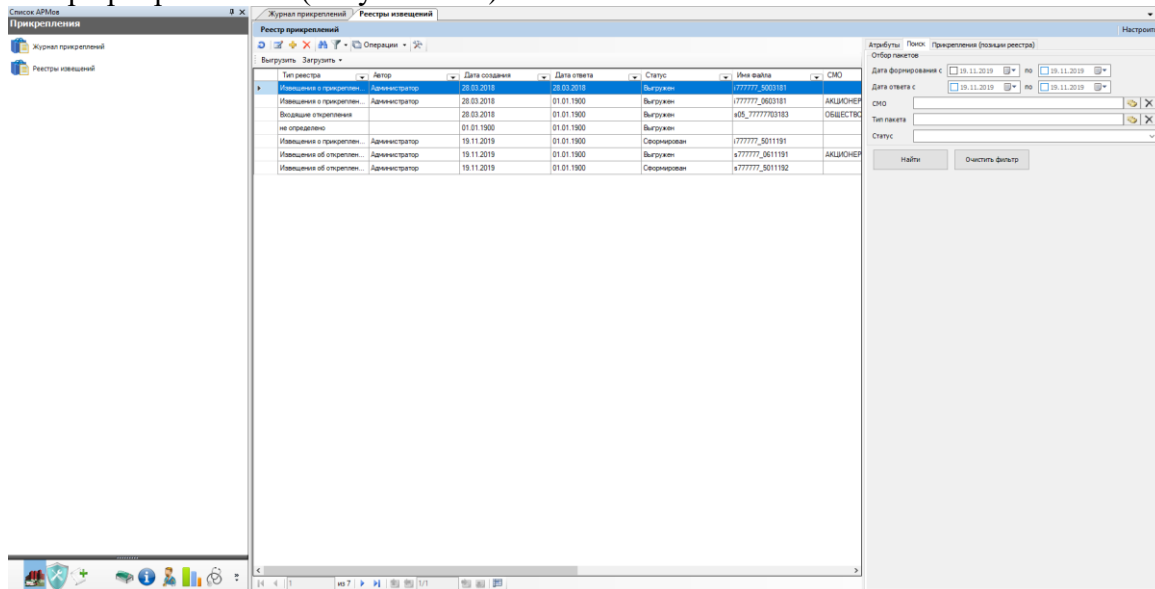 Список АРМов
Прикрепления
Журнал прикреплений
Реестры извещений
Журнал прикреплений Реестры извещений
Реестр прикреплений Настроить
Операции
Выгрузить Загрузить
Тип реестра Автор Дата создания Дата ответа Статус Имя файла СМО
Извещения о прикреплен... Администратор 28.03.2018 28.03.2018 Выгружен i777777_5003181
Извещения о прикреплен... Администратор 28.03.2018 01.01.1900 Выгружен i777777_0603181 АКЦИОНЕР
Входящие открепления 28.03.2018 01.01.1900 Выгружен s05_77777703183 ОБЩЕСТВО
не определено 01.01.1900 01.01.1900 Выгружен
Извещения о прикреплен... Администратор 19.11.2019 01.01.1900 Сформирован i777777_5011191
Извещения об откреплен... Администратор 19.11.2019 01.01.1900 Выгружен s777777_0611191 АКЦИОНЕР
Извещения об откреплен... Администратор 19.11.2019 01.01.1900 Сформирован s777777_5011192
Атрибуты Поиск Прикрепления (позиции реестра)
Отбор пакетов
Дата формирования с 19.11.2019 по 19.11.2019
Дата ответа с 19.11.2019 по 19.11.2019
СМО
Тип пакета
Статус
Найти Очистить фильтр
1 из 7 1/1